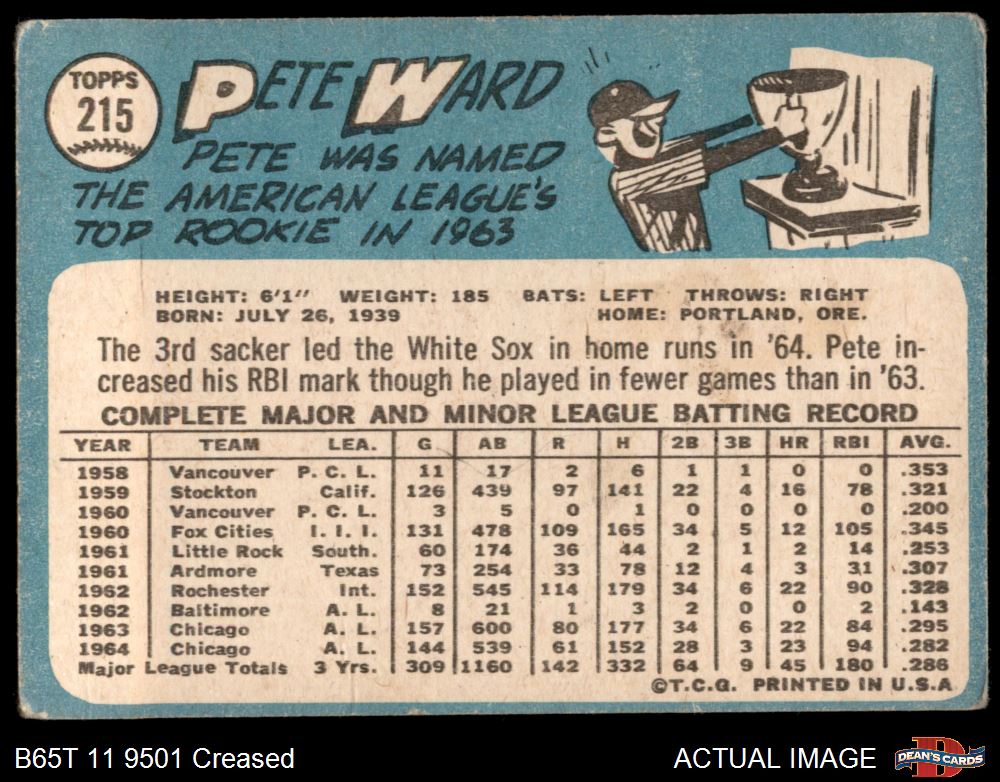 TOPPS
215
PETE WARD
PETE WAS NAMED
THE AMERICAN LEAGUE'S
TOP ROOKIE IN 1963
HEIGHT: 6'1" WEIGHT: 185 BATS: LEFT THROWS: RIGHT
BORN: JULY 26, 1939 HOME: PORTLAND, ORE.
The 3rd sacker led the White Sox in home runs in '64. Pete in-
creased his RBI mark though he played in fewer games than in '63.
COMPLETE MAJOR AND MINOR LEAGUE BATTING RECORD
YEAR TEAM LEA. G AB R H 2B 3B HR RBI AVG.
1958 Vancouver P. C. L. 11 17 2 6 1 1 0 0 .353
1959 Stockton Calif. 126 439 97 141 22 4 16 78 .321
1960 Vancouver P. C. L. 3 5 0 1 0 0 0 0 .200
1960 Fox Cities I. I. I. 131 478 109 165 34 5 12 105 .345
1961 Little Rock South. 60 174 36 44 2 1 2 14 .253
1961 Ardmore Texas 73 254 33 78 12 4 3 31 .307
1962 Rochester Int. 152 545 114 179 34 6 22 90 .328
1962 Baltimore A. L. 8 21 1 3 2 0 0 2 .143
1963 Chicago A. L. 157 600 80 177 34 6 22 84 .295
1964 Chicago A. L. 144 539 61 152 28 3 23 94 .282
Major League Totals 3 Yrs. 309 1160 142 332 64 9 45 180 .286
©T.C.G. PRINTED IN U.S.A
B65T 11 9501 Creased
ACTUAL IMAGE
DEAN'S CARDS